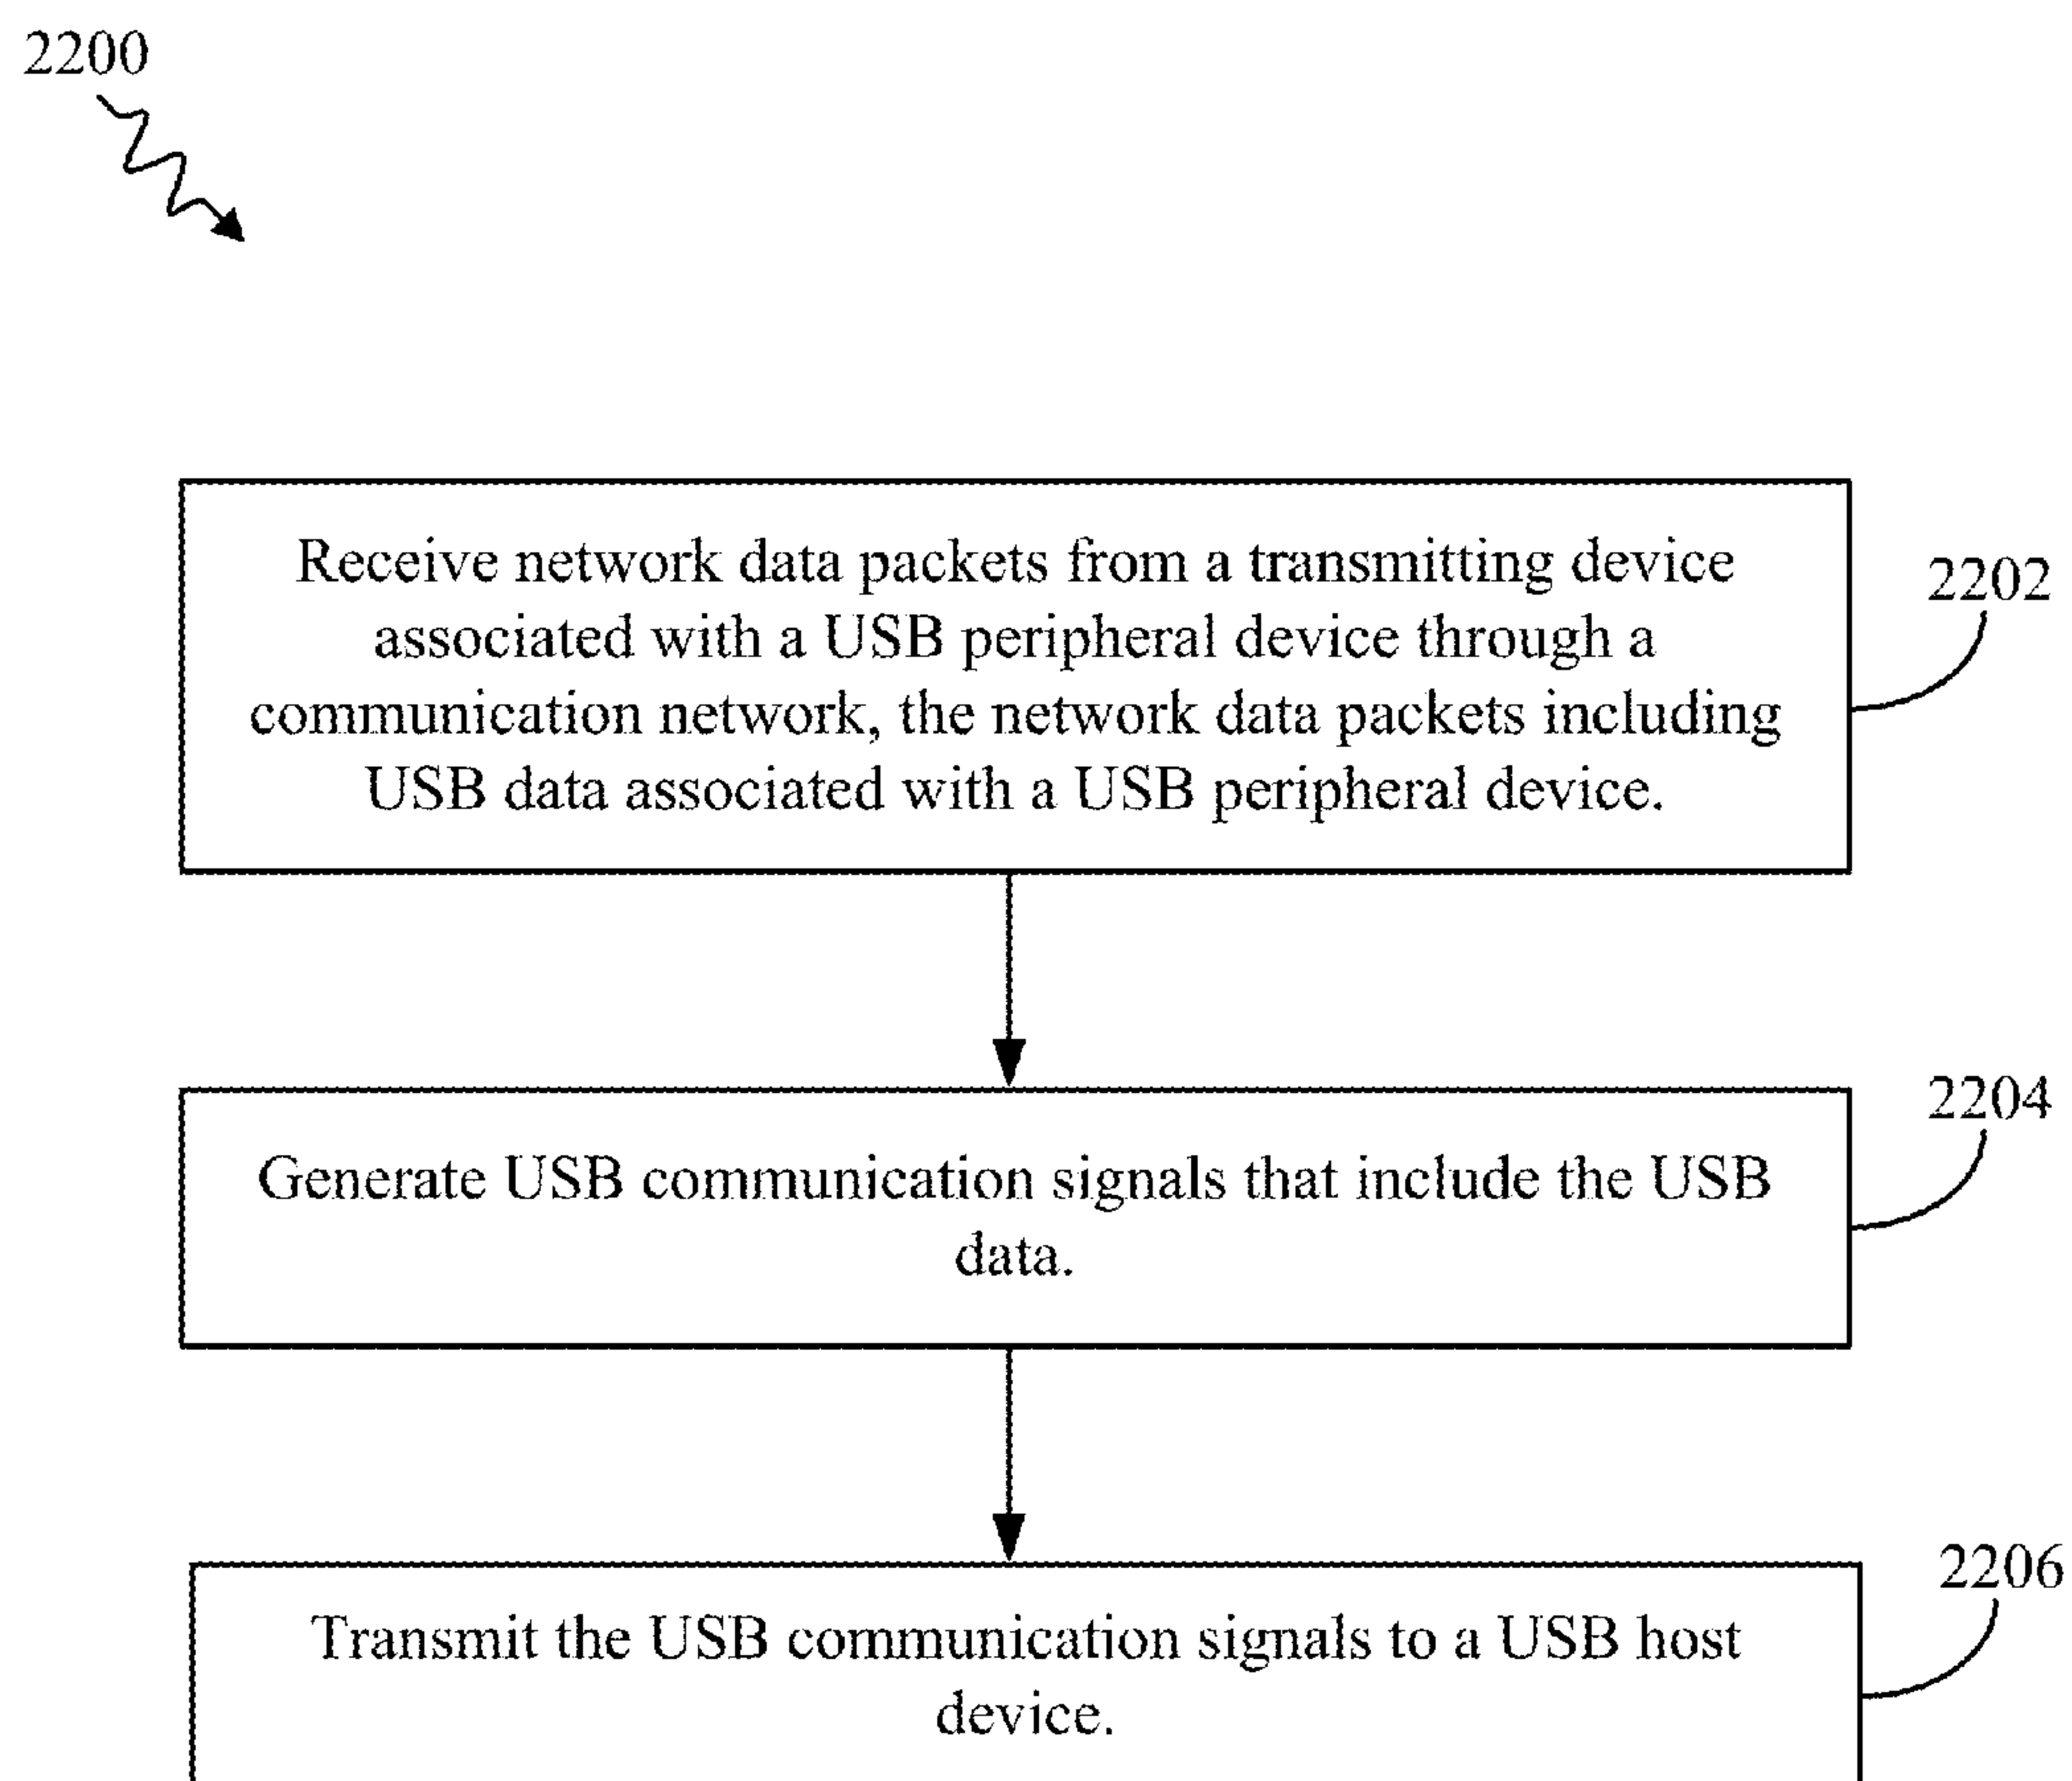 2200
Receive network data packets from a transmitting device
associated with a USB peripheral device through a
communication network, the network data packets including
USB data associated with a USB peripheral device.
2202
Generate USB communication signals that include the USB
data.
2204
Transmit the USB communication signals to a USB host
device.
2206